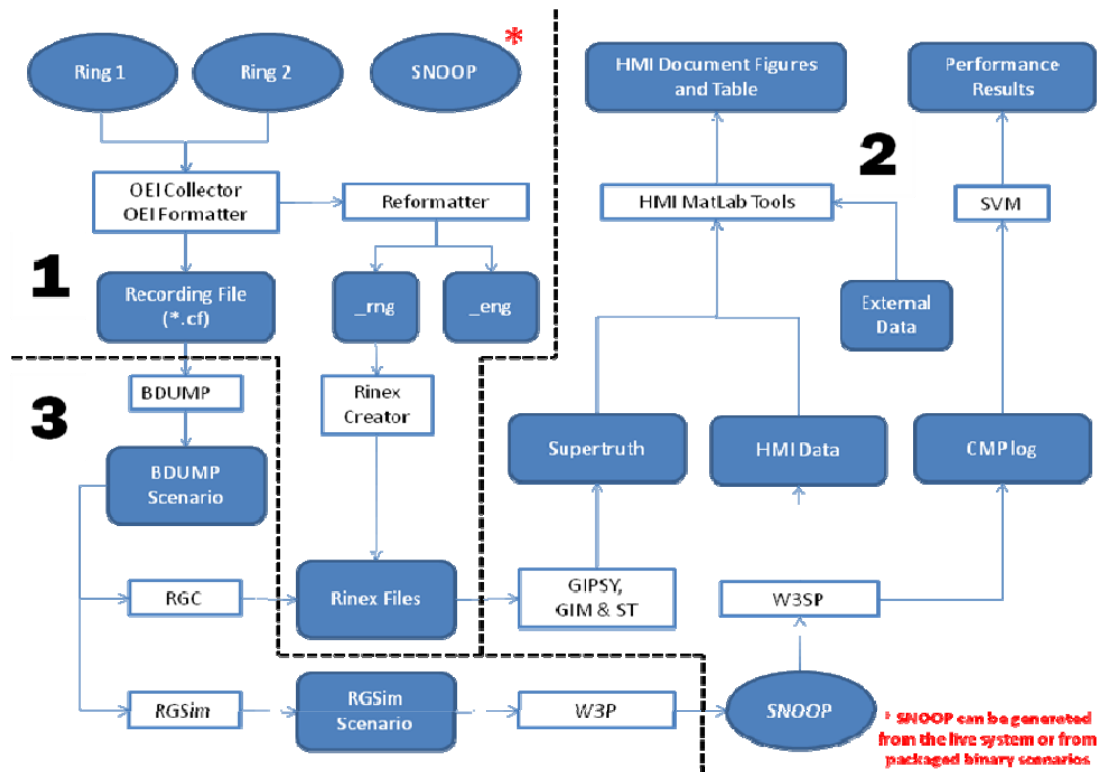 Ring 1
Ring 2
SNOOP
*
OEI Collector
OEI Formatter
Reformatter
1
Recording File
(*.cf)
_rng
_eng
HMI Document Figures
and Table
Performance
Results
2
HMI MatLab Tools
SVM
External
Data
3
BDUMP
Rinex
Creator
BDUMP
Scenario
Supertruth
HMI Data
CMP log
RGC
Rinex Files
GIPSY,
GIM & ST
W3SP
RGSim
RGSim
Scenario
W3P
SNOOP
* SNOOP can be generated
from the live system or from
packaged binary scenarios